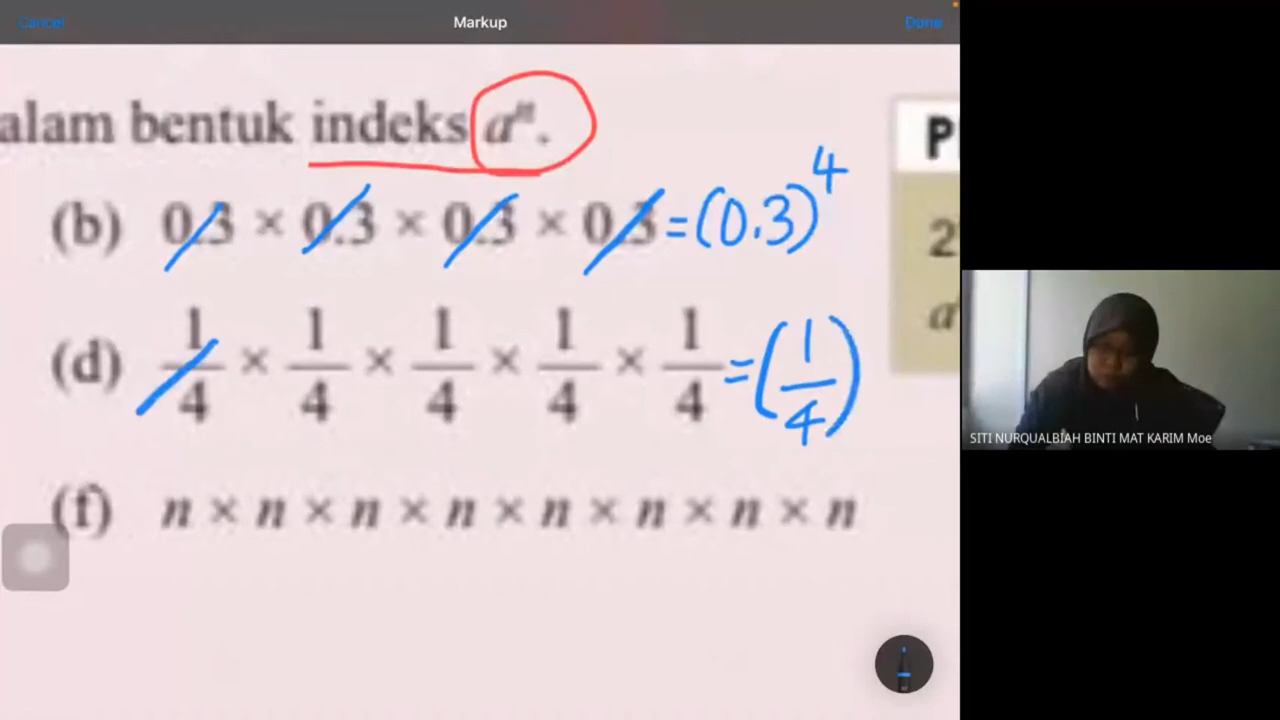 Cancel Markup Done
alam bentuk indeks aⁿ.
(b) 0.3 × 0.3 × 0.3 × 0.3 = (0.3)⁴
(d) 1/4 × 1/4 × 1/4 × 1/4 × 1/4 = (1/4)
(f) n × n × n × n × n × n × n × n
P
2
a
SITI NURQUALBIAH BINTI MAT KARIM Moe